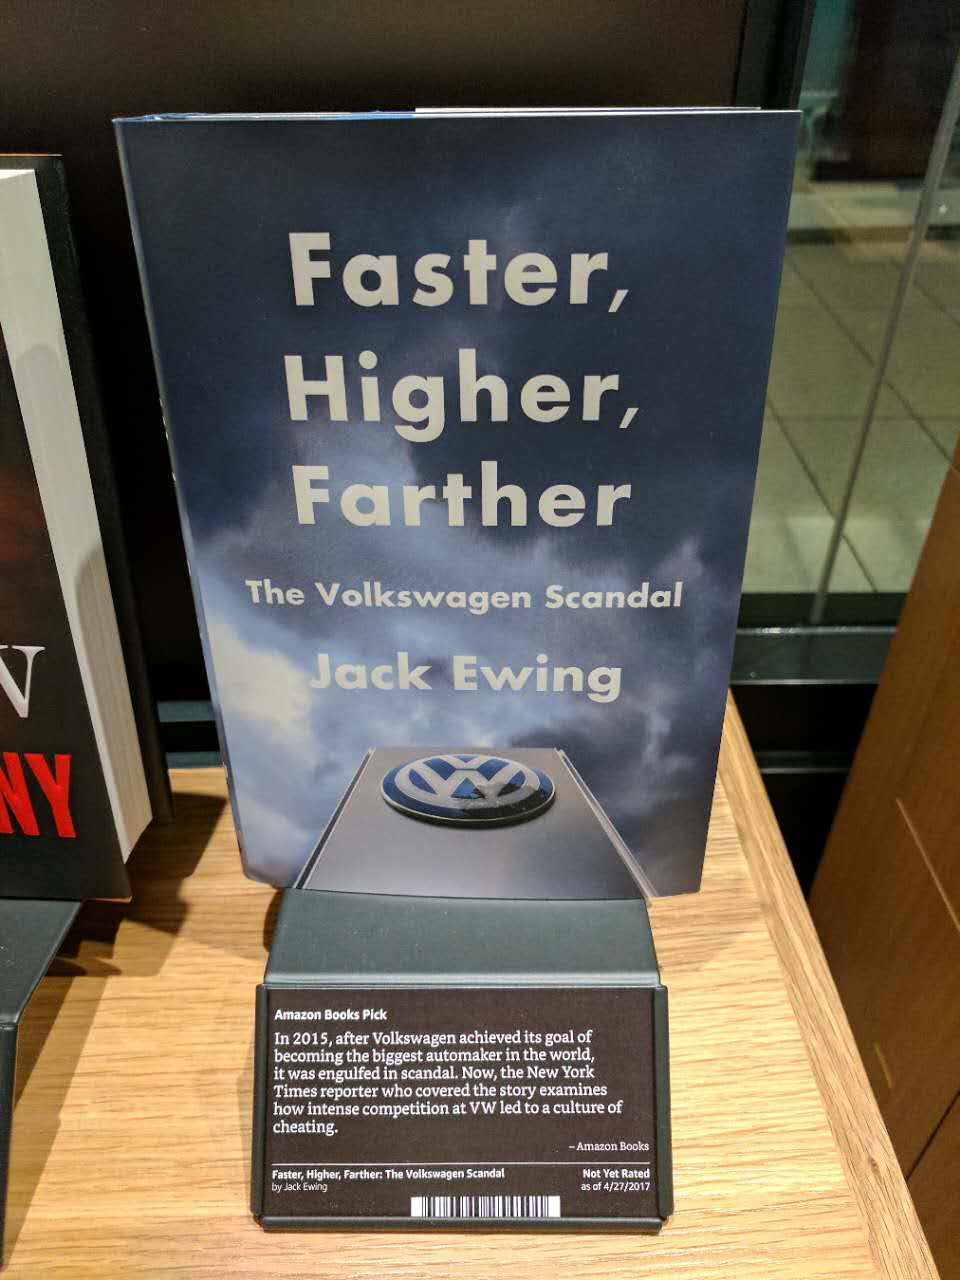 Faster,
Higher,
Farther
The Volkswagen Scandal
Jack Ewing
Amazon Books Pick
In 2015, after Volkswagen achieved its goal of
becoming the biggest automaker in the world,
it was engulfed in scandal. Now, the New York
Times reporter who covered the story examines
how intense competition at VW led to a culture of
cheating.
– Amazon Books
Faster, Higher, Farther: The Volkswagen Scandal
by Jack Ewing
Not Yet Rated
as of 4/27/2017